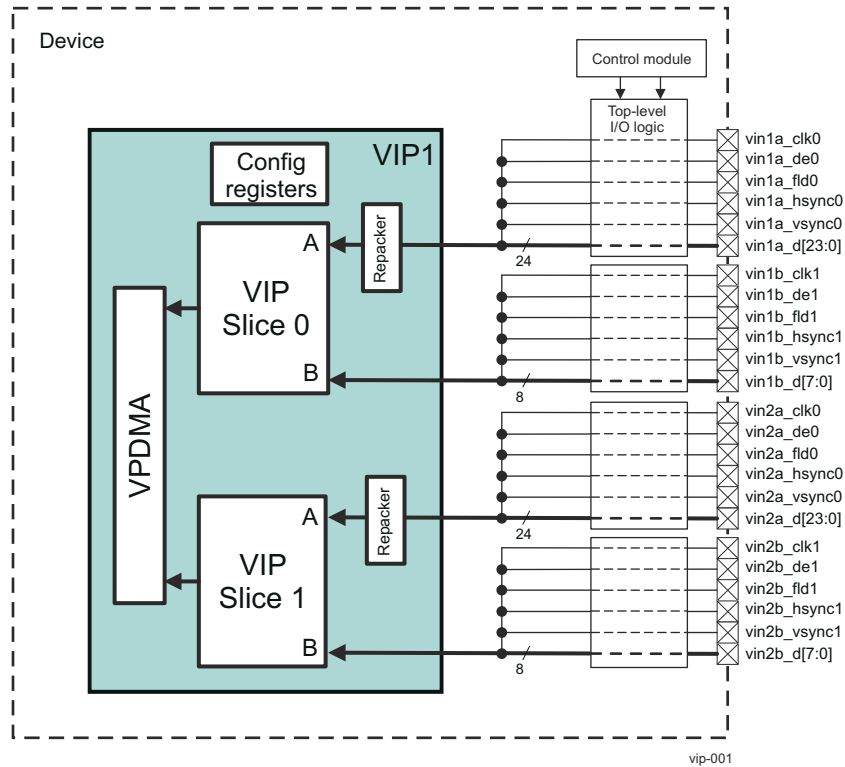 Device
Control module
Top-level
I/O logic
VIP1
Config
registers
A
Repacker
VIP
Slice 0
B
VPDMA
A
Repacker
VIP
Slice 1
B
24
8
24
8
vin1a_clk0
vin1a_de0
vin1a_fld0
vin1a_hsync0
vin1a_vsync0
vin1a_d[23:0]
vin1b_clk1
vin1b_de1
vin1b_fld1
vin1b_hsync1
vin1b_vsync1
vin1b_d[7:0]
vin2a_clk0
vin2a_de0
vin2a_fld0
vin2a_hsync0
vin2a_vsync0
vin2a_d[23:0]
vin2b_clk1
vin2b_de1
vin2b_fld1
vin2b_hsync1
vin2b_vsync1
vin2b_d[7:0]
vip-001